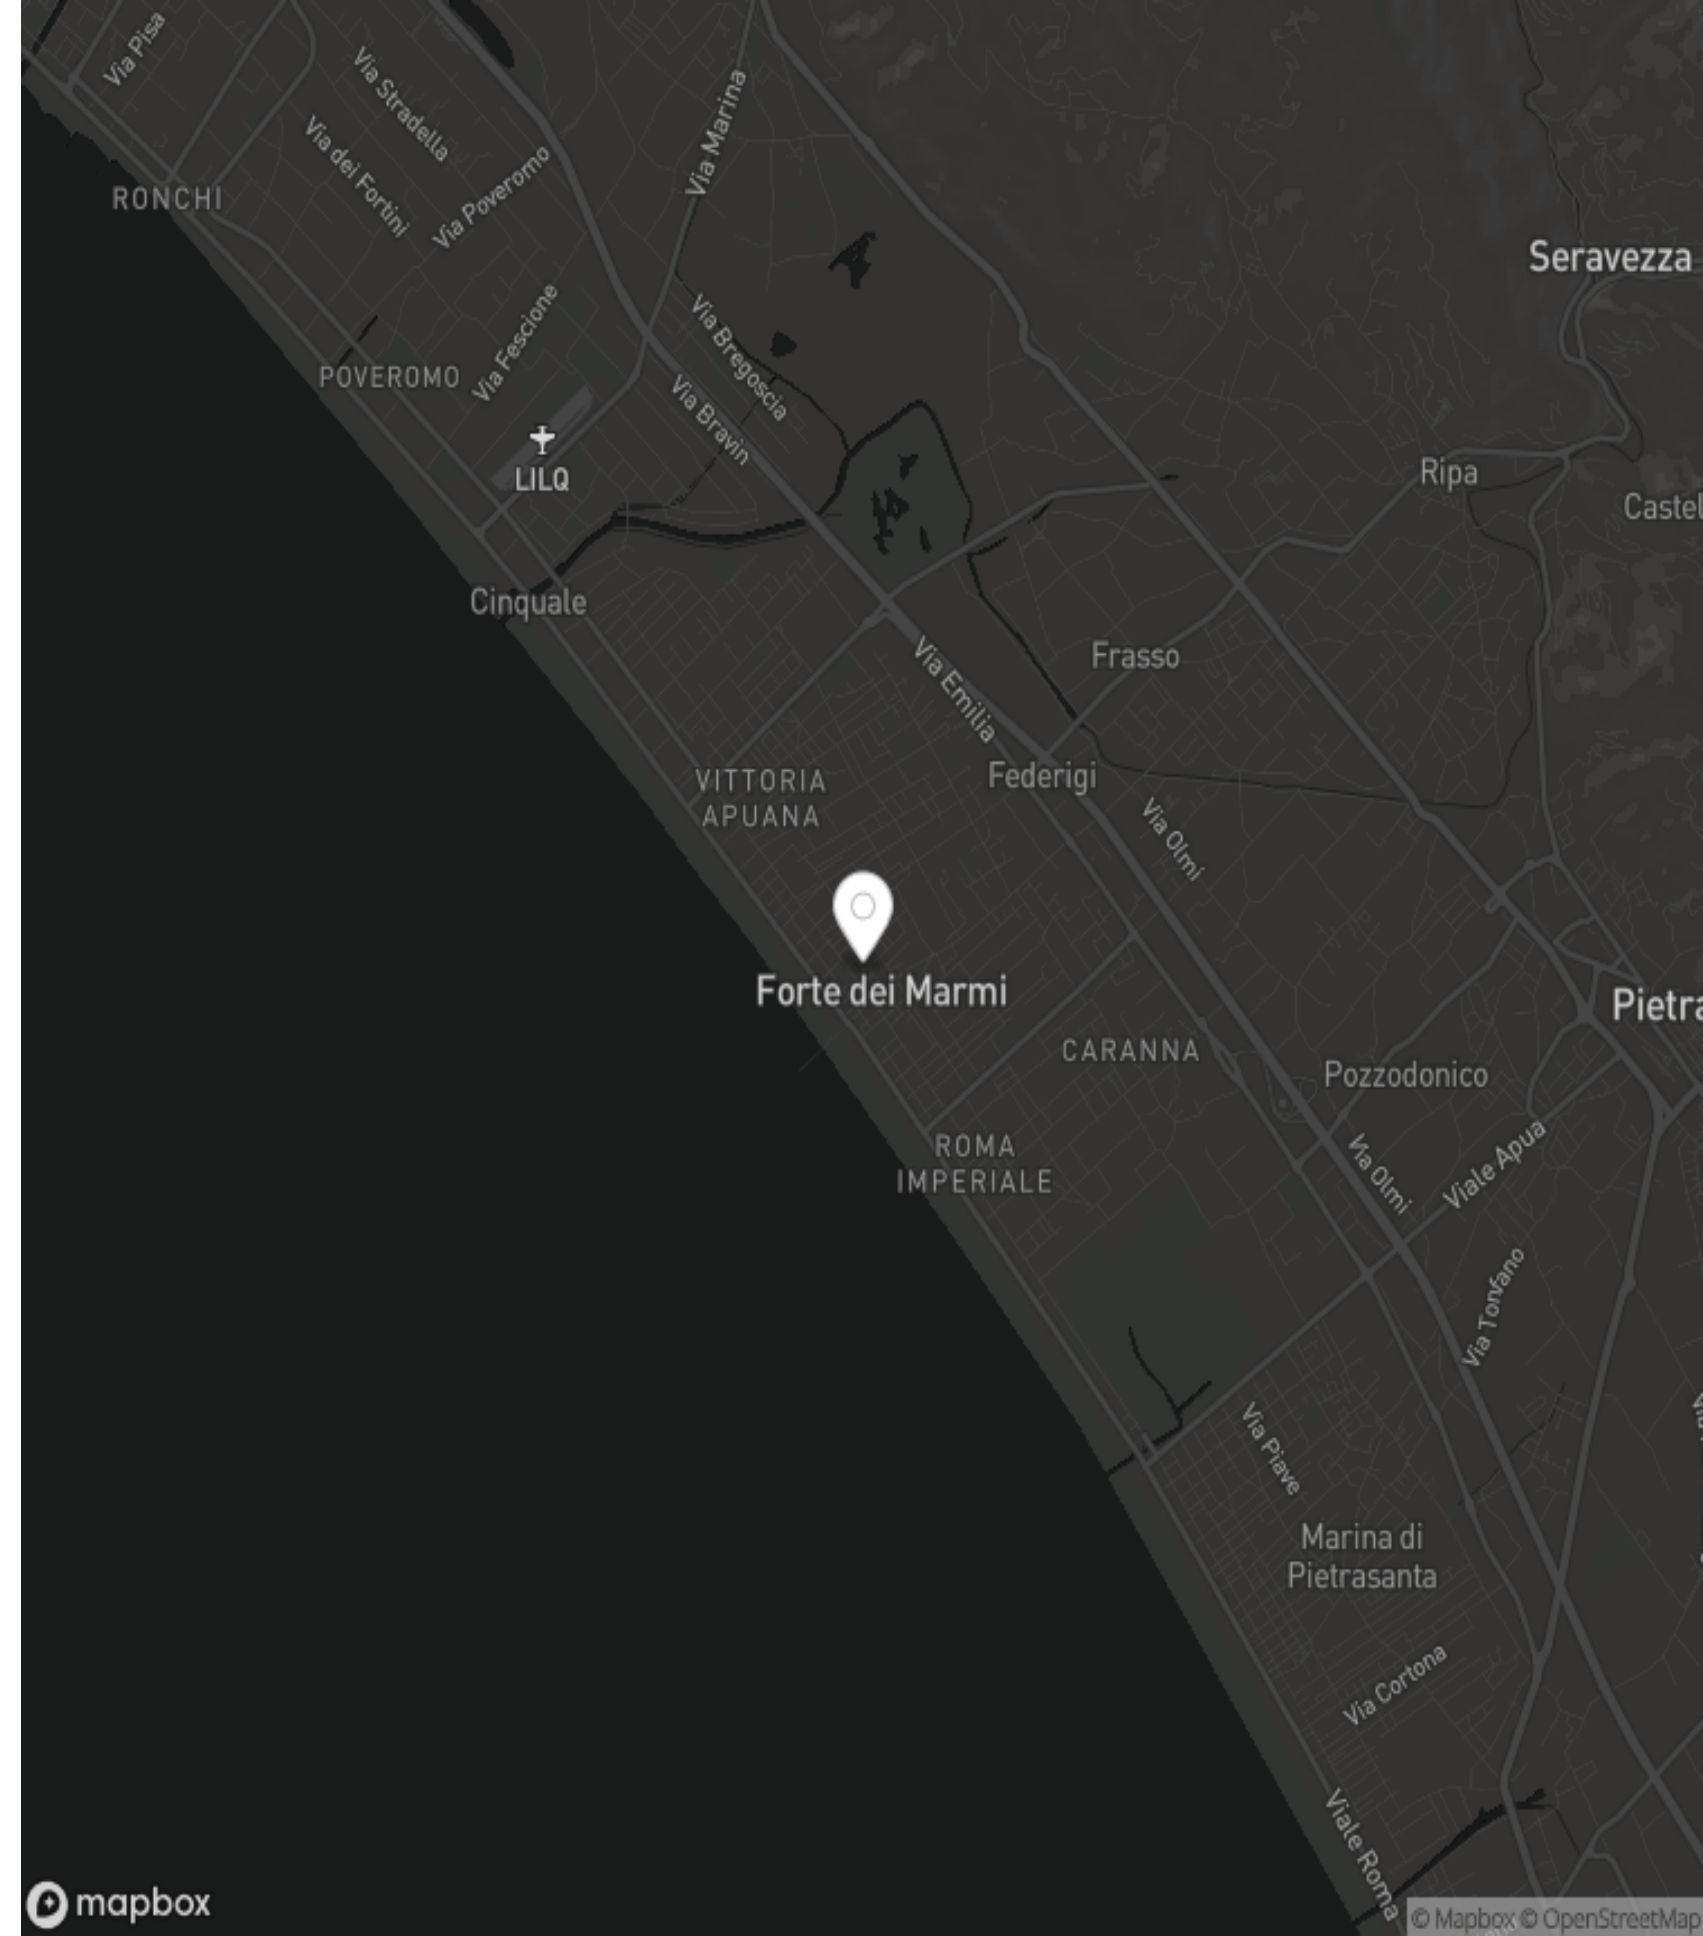 Via Pisa
Via Stradella
Via Marina
Via dei Fortini
Via Poveromo
RONCHI
Seravezza
Via Fescione
Via Bregoscia
POVEROMO
Via Bravin
LILQ
Ripa
Castel
Cinquale
Frasso
Via Emilia
Federigi
VITTORIA
APUANA
Via Olmi
Forte dei Marmi
Pietra
CARANNA
Pozzodonico
ROMA
IMPERIALE
Via Olmi
Viale Apua
Via Tonfano
Via Piave
Marina di
Pietrasanta
Via Cortona
Viale Roma
mapbox
© Mapbox © OpenStreetMap